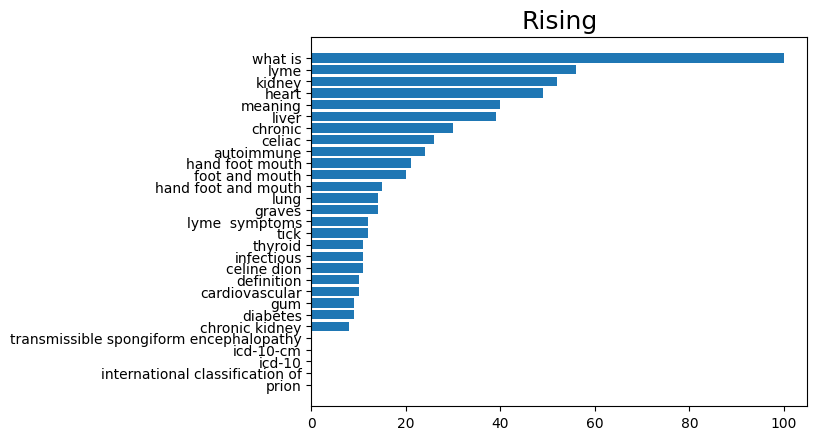 Rising
what is
lyme
kidney
heart
meaning
liver
chronic
celiac
autoimmune
hand foot mouth
foot and mouth
hand foot and mouth
lung
graves
lyme  symptoms
tick
thyroid
infectious
celine dion
definition
cardiovascular
gum
diabetes
chronic kidney
transmissible spongiform encephalopathy
icd-10-cm
icd-10
international classification of
prion
0 20 40 60 80 100